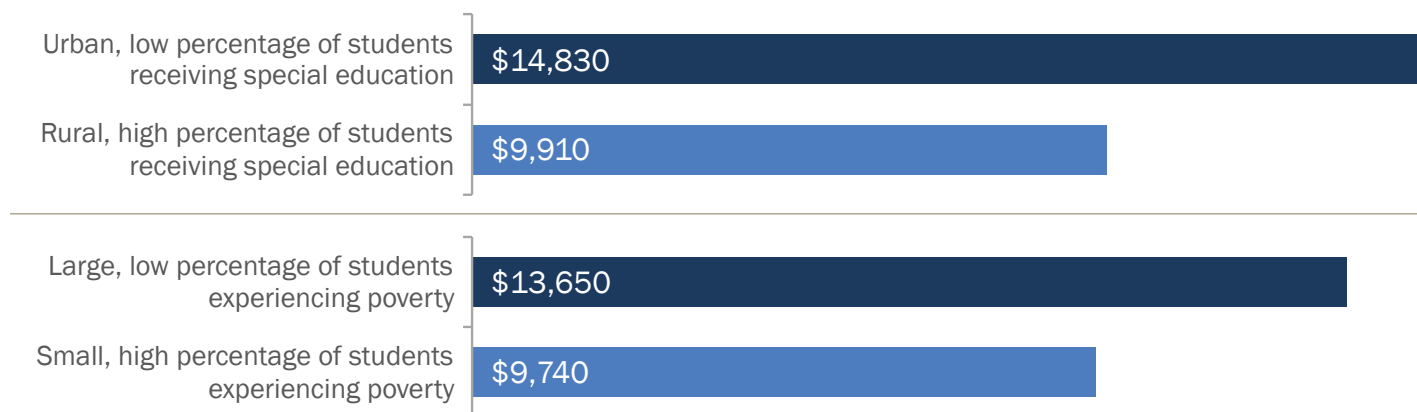 Urban, low percentage of students
receiving special education
$14,830
Rural, high percentage of students
receiving special education
$9,910
Large, low percentage of students
experiencing poverty
$13,650
Small, high percentage of students
experiencing poverty
$9,740